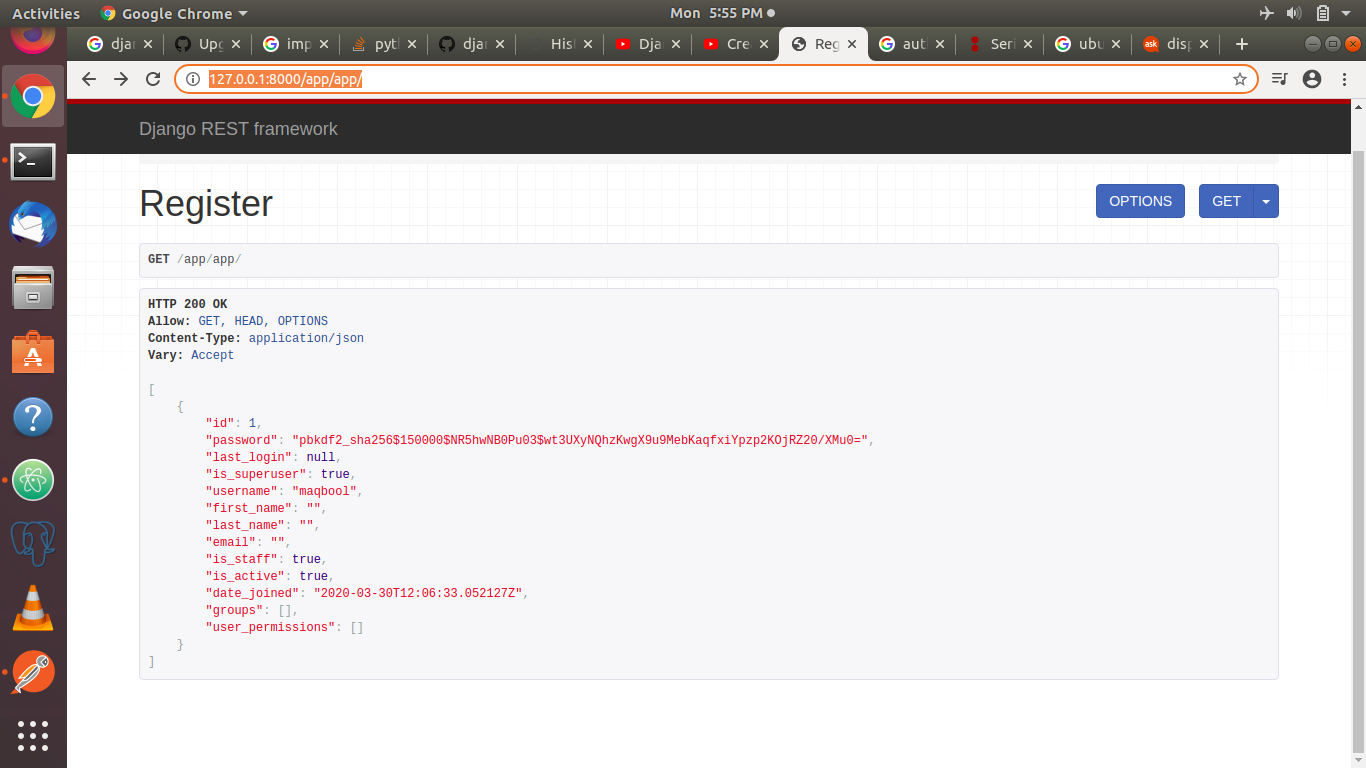 Activities Google Chrome Mon 5:55 PM
djan Upg imp pyth djan Hist Djan Cre Reg auth Seri ubu ask disp
127.0.0.1:8000/app/app/
Django REST framework
Register OPTIONS GET
GET /app/app/
HTTP 200 OK
Allow: GET, HEAD, OPTIONS
Content-Type: application/json
Vary: Accept
[
{
"id": 1,
"password": "pbkdf2_sha256$150000$NR5hwNB0Pu03$wt3UXyNQhzKwgX9u9MebKaqfxiYpzp2KOjRZ20/XMu0=",
"last_login": null,
"is_superuser": true,
"username": "maqbool",
"first_name": "",
"last_name": "",
"email": "",
"is_staff": true,
"is_active": true,
"date_joined": "2020-03-30T12:06:33.052127Z",
"groups": [],
"user_permissions": []
}
]